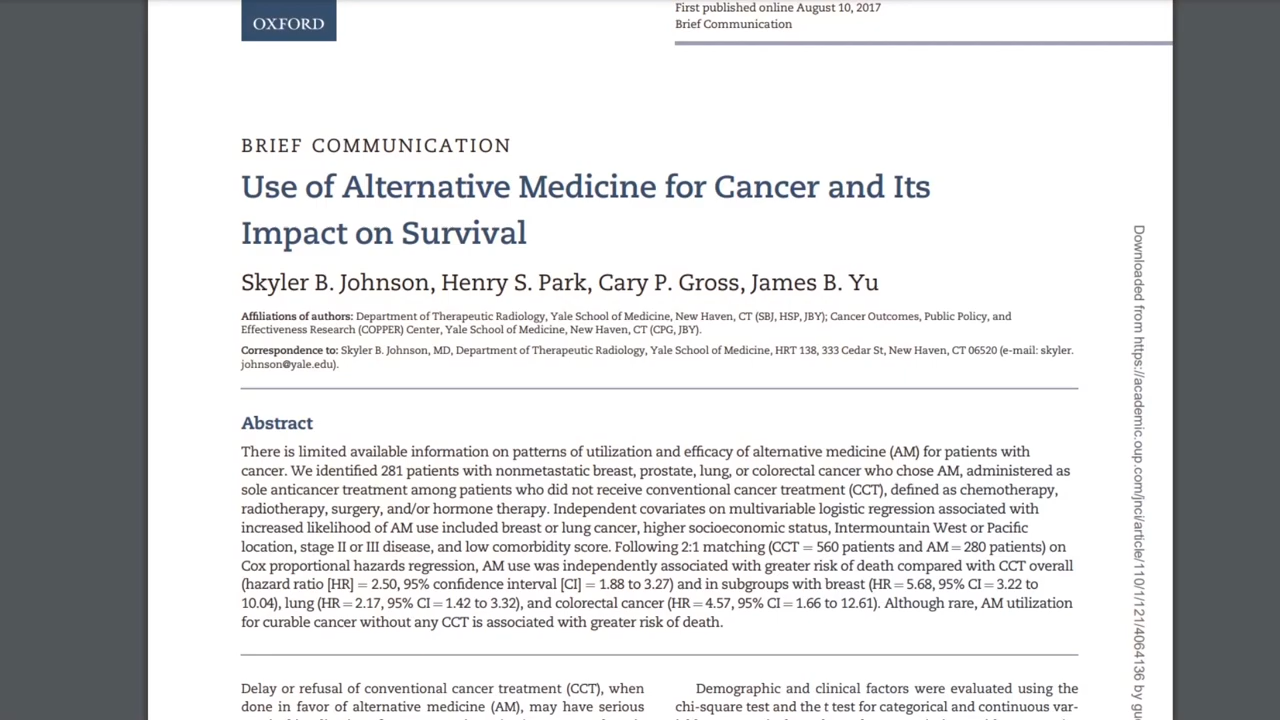 OXFORD
First published online August 10, 2017
Brief Communication
BRIEF COMMUNICATION
Use of Alternative Medicine for Cancer and Its
Impact on Survival
Skyler B. Johnson, Henry S. Park, Cary P. Gross, James B. Yu
Affiliations of authors: Department of Therapeutic Radiology, Yale School of Medicine, New Haven, CT (SBJ, HSP, JBY); Cancer Outcomes, Public Policy, and
Effectiveness Research (COPPER) Center, Yale School of Medicine, New Haven, CT (CPG, JBY).
Correspondence to: Skyler B. Johnson, MD, Department of Therapeutic Radiology, Yale School of Medicine, HRT 138, 333 Cedar St, New Haven, CT 06520 (e-mail: skyler.
johnson@yale.edu).
Abstract
There is limited available information on patterns of utilization and efficacy of alternative medicine (AM) for patients with
cancer. We identified 281 patients with nonmetastatic breast, prostate, lung, or colorectal cancer who chose AM, administered as
sole anticancer treatment among patients who did not receive conventional cancer treatment (CCT), defined as chemotherapy,
radiotherapy, surgery, and/or hormone therapy. Independent covariates on multivariable logistic regression associated with
increased likelihood of AM use included breast or lung cancer, higher socioeconomic status, Intermountain West or Pacific
location, stage II or III disease, and low comorbidity score. Following 2:1 matching (CCT = 560 patients and AM = 280 patients) on
Cox proportional hazards regression, AM use was independently associated with greater risk of death compared with CCT overall
(hazard ratio [HR] = 2.50, 95% confidence interval [CI] = 1.88 to 3.27) and in subgroups with breast (HR = 5.68, 95% CI = 3.22 to
10.04), lung (HR = 2.17, 95% CI = 1.42 to 3.32), and colorectal cancer (HR = 4.57, 95% CI = 1.66 to 12.61). Although rare, AM utilization
for curable cancer without any CCT is associated with greater risk of death.
Delay or refusal of conventional cancer treatment (CCT), when
done in favor of alternative medicine (AM), may have serious
Demographic and clinical factors were evaluated using the
chi-square test and the t test for categorical and continuous var-
Downloaded from https://academic.oup.com/jnci/article/110/1/121/4064136 by gu